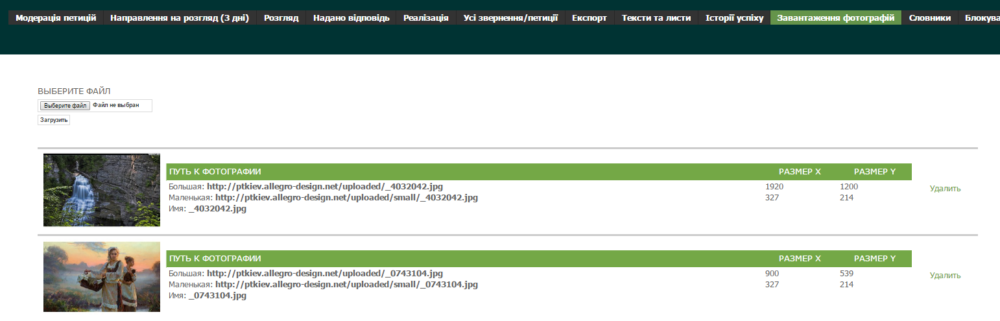 Модерація петицій Направлення на розгляд (3 дні) Розгляд Надано відповідь Реалізація Усі звернення/петиції Експорт Тексти та листи Історії успіху Завантаження фотографій Словники Блокува
ВЫБЕРИТЕ ФАЙЛ
Выберите файл Файл не выбран
Загрузить
ПУТЬ К ФОТОГРАФИИ РАЗМЕР X РАЗМЕР Y
Большая: http://ptkiev.allegro-design.net/uploaded/_4032042.jpg 1920 1200
Удалить
Маленькая: http://ptkiev.allegro-design.net/uploaded/small/_4032042.jpg 327 214
Имя: _4032042.jpg
ПУТЬ К ФОТОГРАФИИ РАЗМЕР X РАЗМЕР Y
Большая: http://ptkiev.allegro-design.net/uploaded/_0743104.jpg 900 539
Удалить
Маленькая: http://ptkiev.allegro-design.net/uploaded/small/_0743104.jpg 327 214
Имя: _0743104.jpg